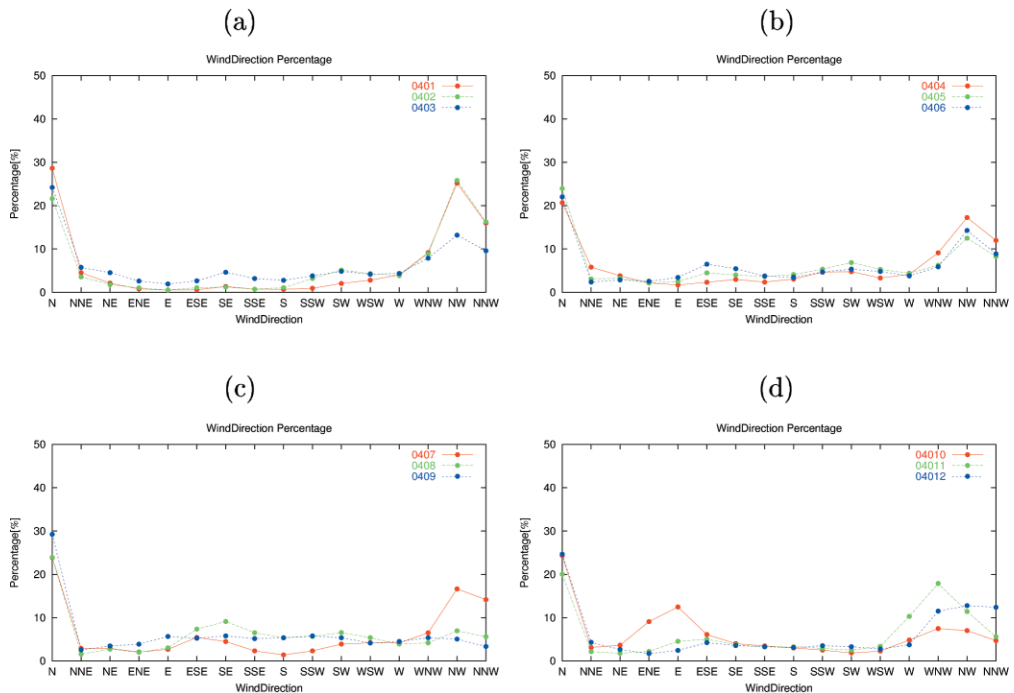 (a)
WindDirection Percentage
50
40
30
20
10
0
Percentage[%]
0401
0402
0403
N NNE NE ENE E ESE SE SSE S SSW SW WSW W WNW NW NNW
WindDirection
(b)
WindDirection Percentage
50
40
30
20
10
0
Percentage[%]
0404
0405
0406
N NNE NE ENE E ESE SE SSE S SSW SW WSW W WNW NW NNW
WindDirection
(c)
WindDirection Percentage
50
40
30
20
10
0
Percentage[%]
0407
0408
0409
N NNE NE ENE E ESE SE SSE S SSW SW WSW W WNW NW NNW
WindDirection
(d)
WindDirection Percentage
50
40
30
20
10
0
Percentage[%]
04010
04011
04012
N NNE NE ENE E ESE SE SSE S SSW SW WSW W WNW NW NNW
WindDirection